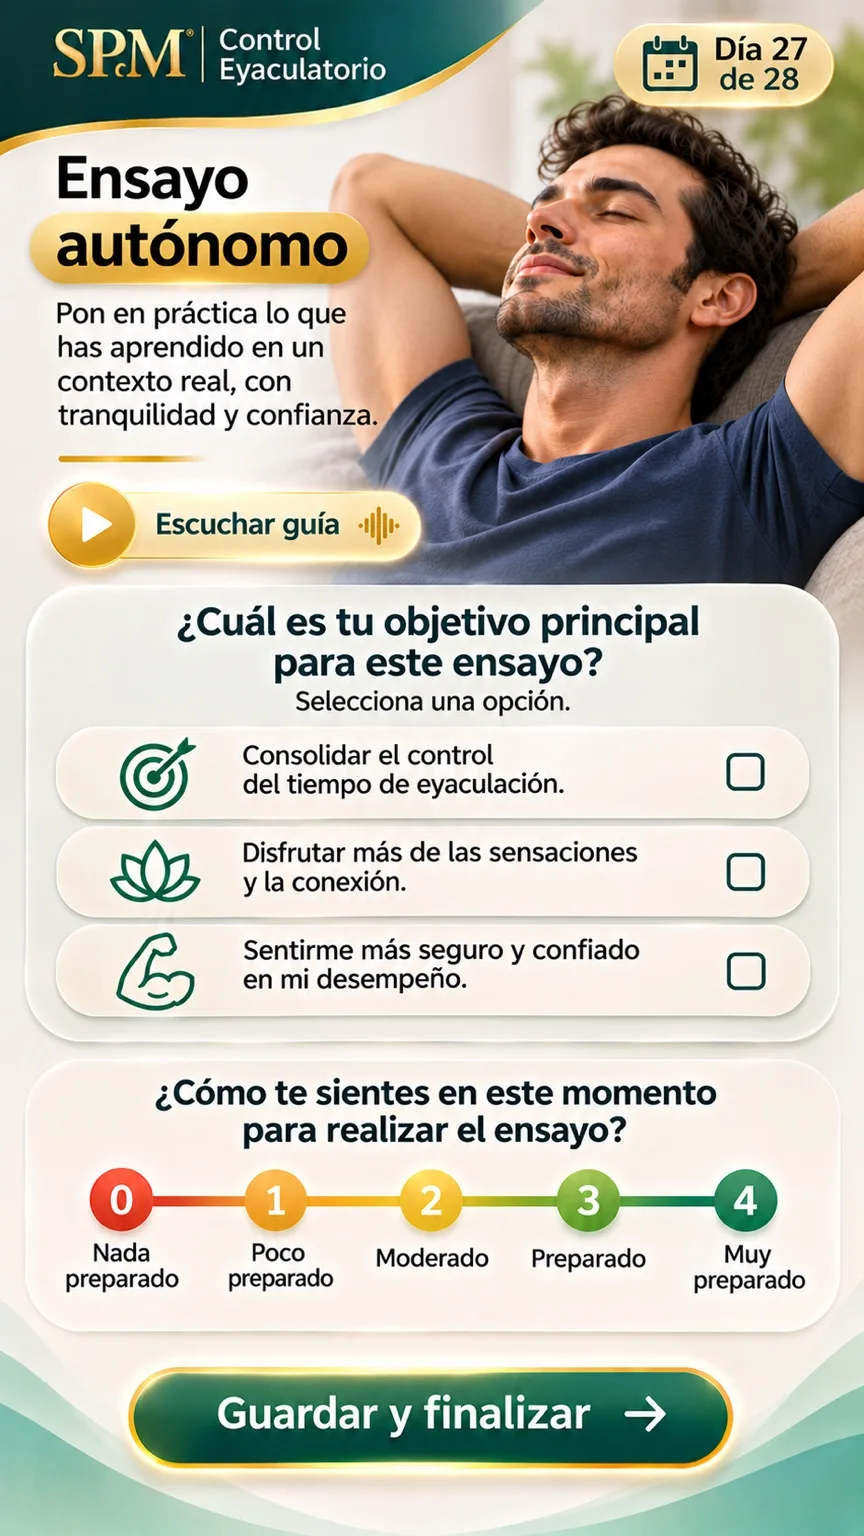 SPcM® | Control
Eyaculatorio
Día 27
de 28
Ensayo
autónomo
Pon en práctica lo que
has aprendido en un
contexto real, con
tranquilidad y confianza.
Escuchar guía
¿Cuál es tu objetivo principal
para este ensayo?
Selecciona una opción.
Consolidar el control
del tiempo de eyaculación.
Disfrutar más de las sensaciones
y la conexión.
Sentirme más seguro y confiado
en mi desempeño.
¿Cómo te sientes en este momento
para realizar el ensayo?
0 1 2 3 4
Nada
preparado
Poco
preparado
Moderado
Preparado
Muy
preparado
Guardar y finalizar →